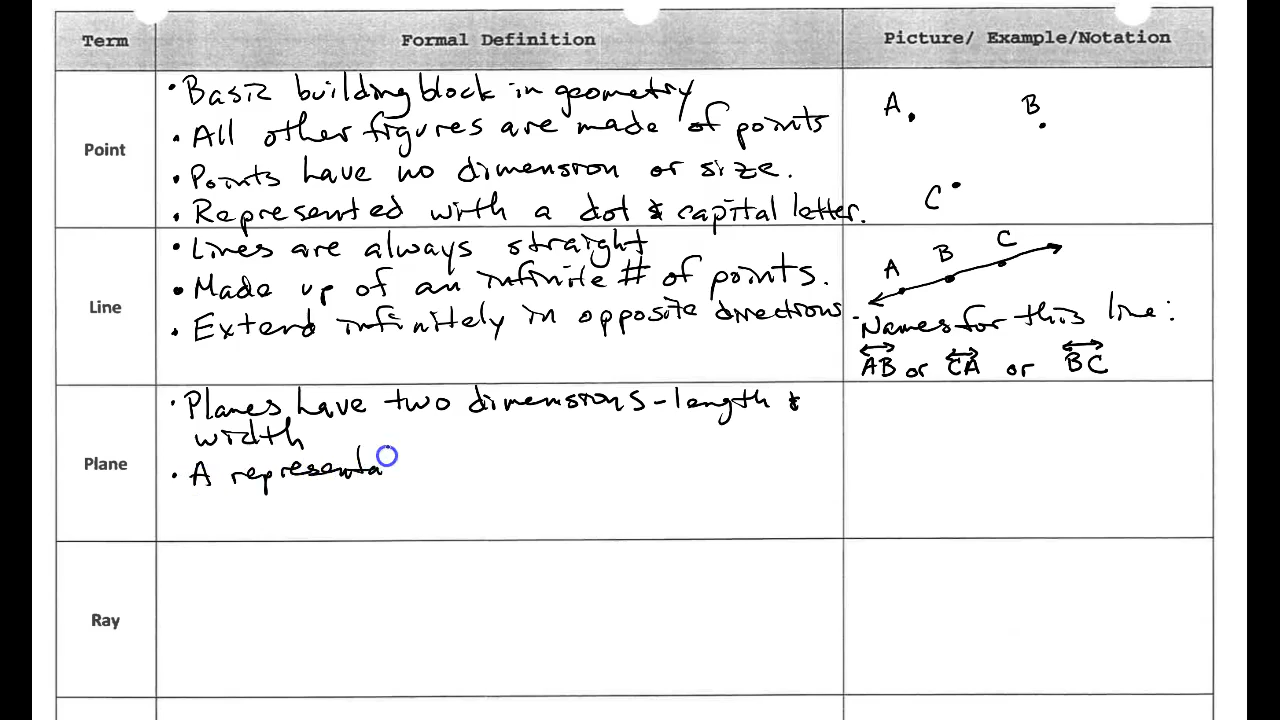 Term Formal Definition Picture/ Example/Notation
Point
• Basic building block in geometry
• All other figures are made of points
• Points have no dimension or size.
• Represented with a dot & capital letter.
A B
C
Line
• Lines are always straight
• Made up of an infinite # of points.
• Extend infinitely in opposite directions
A B C
Names for this line:
AB or CA or BC
Plane
• Planes have two dimensions - length &
width
• A representa
Ray